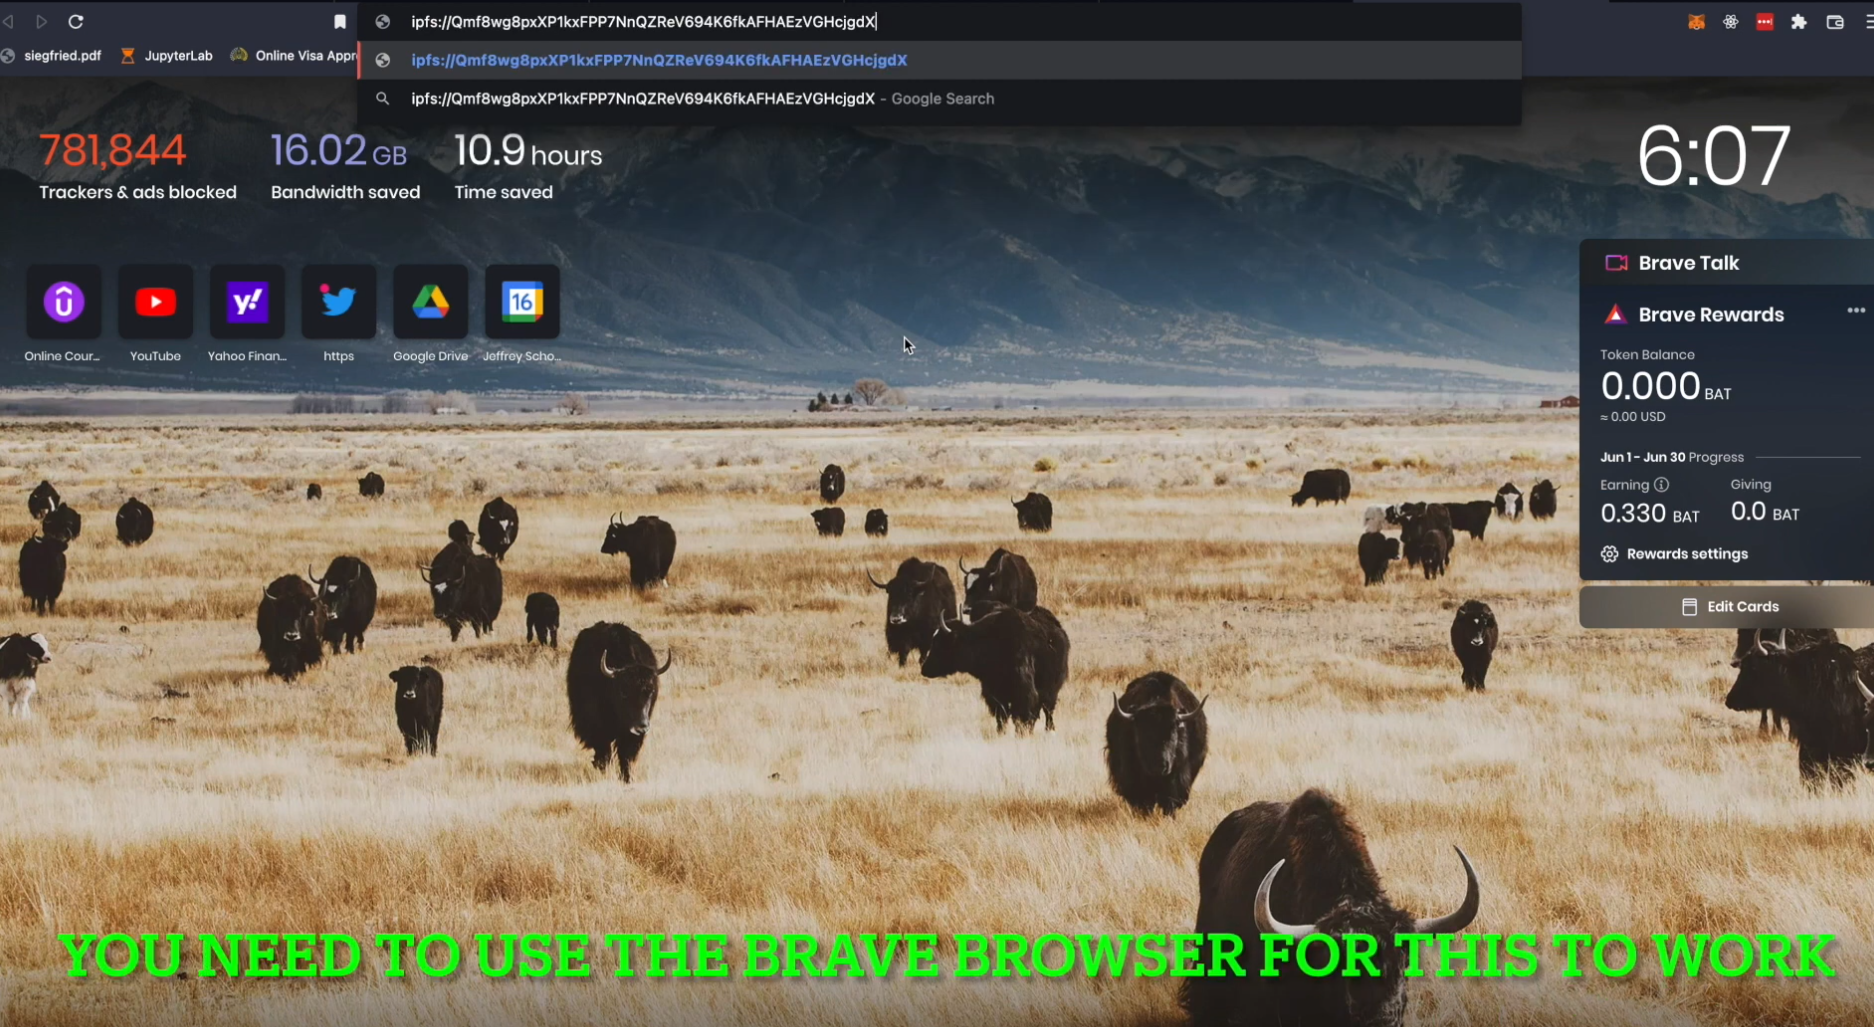 ipfs://Qmf8wg8pxXP1kxFPP7NnQZReV694K6fkAFHAEzVGHcjgdX
siegfried.pdf JupyterLab Online Visa Appr
ipfs://Qmf8wg8pxXP1kxFPP7NnQZReV694K6fkAFHAEzVGHcjgdX
ipfs://Qmf8wg8pxXP1kxFPP7NnQZReV694K6fkAFHAEzVGHcjgdX - Google Search
781,844 16.02 GB 10.9 hours
Trackers & ads blocked Bandwidth saved Time saved
6:07
16
Online Cour... YouTube Yahoo Finan... https Google Drive Jeffrey Scho...
Brave Talk
Brave Rewards
Token Balance
0.000 BAT
≈ 0.00 USD
Jun 1 - Jun 30 Progress
Earning Giving
0.330 BAT 0.0 BAT
Rewards settings
Edit Cards
YOU NEED TO USE THE BRAVE BROWSER FOR THIS TO WORK